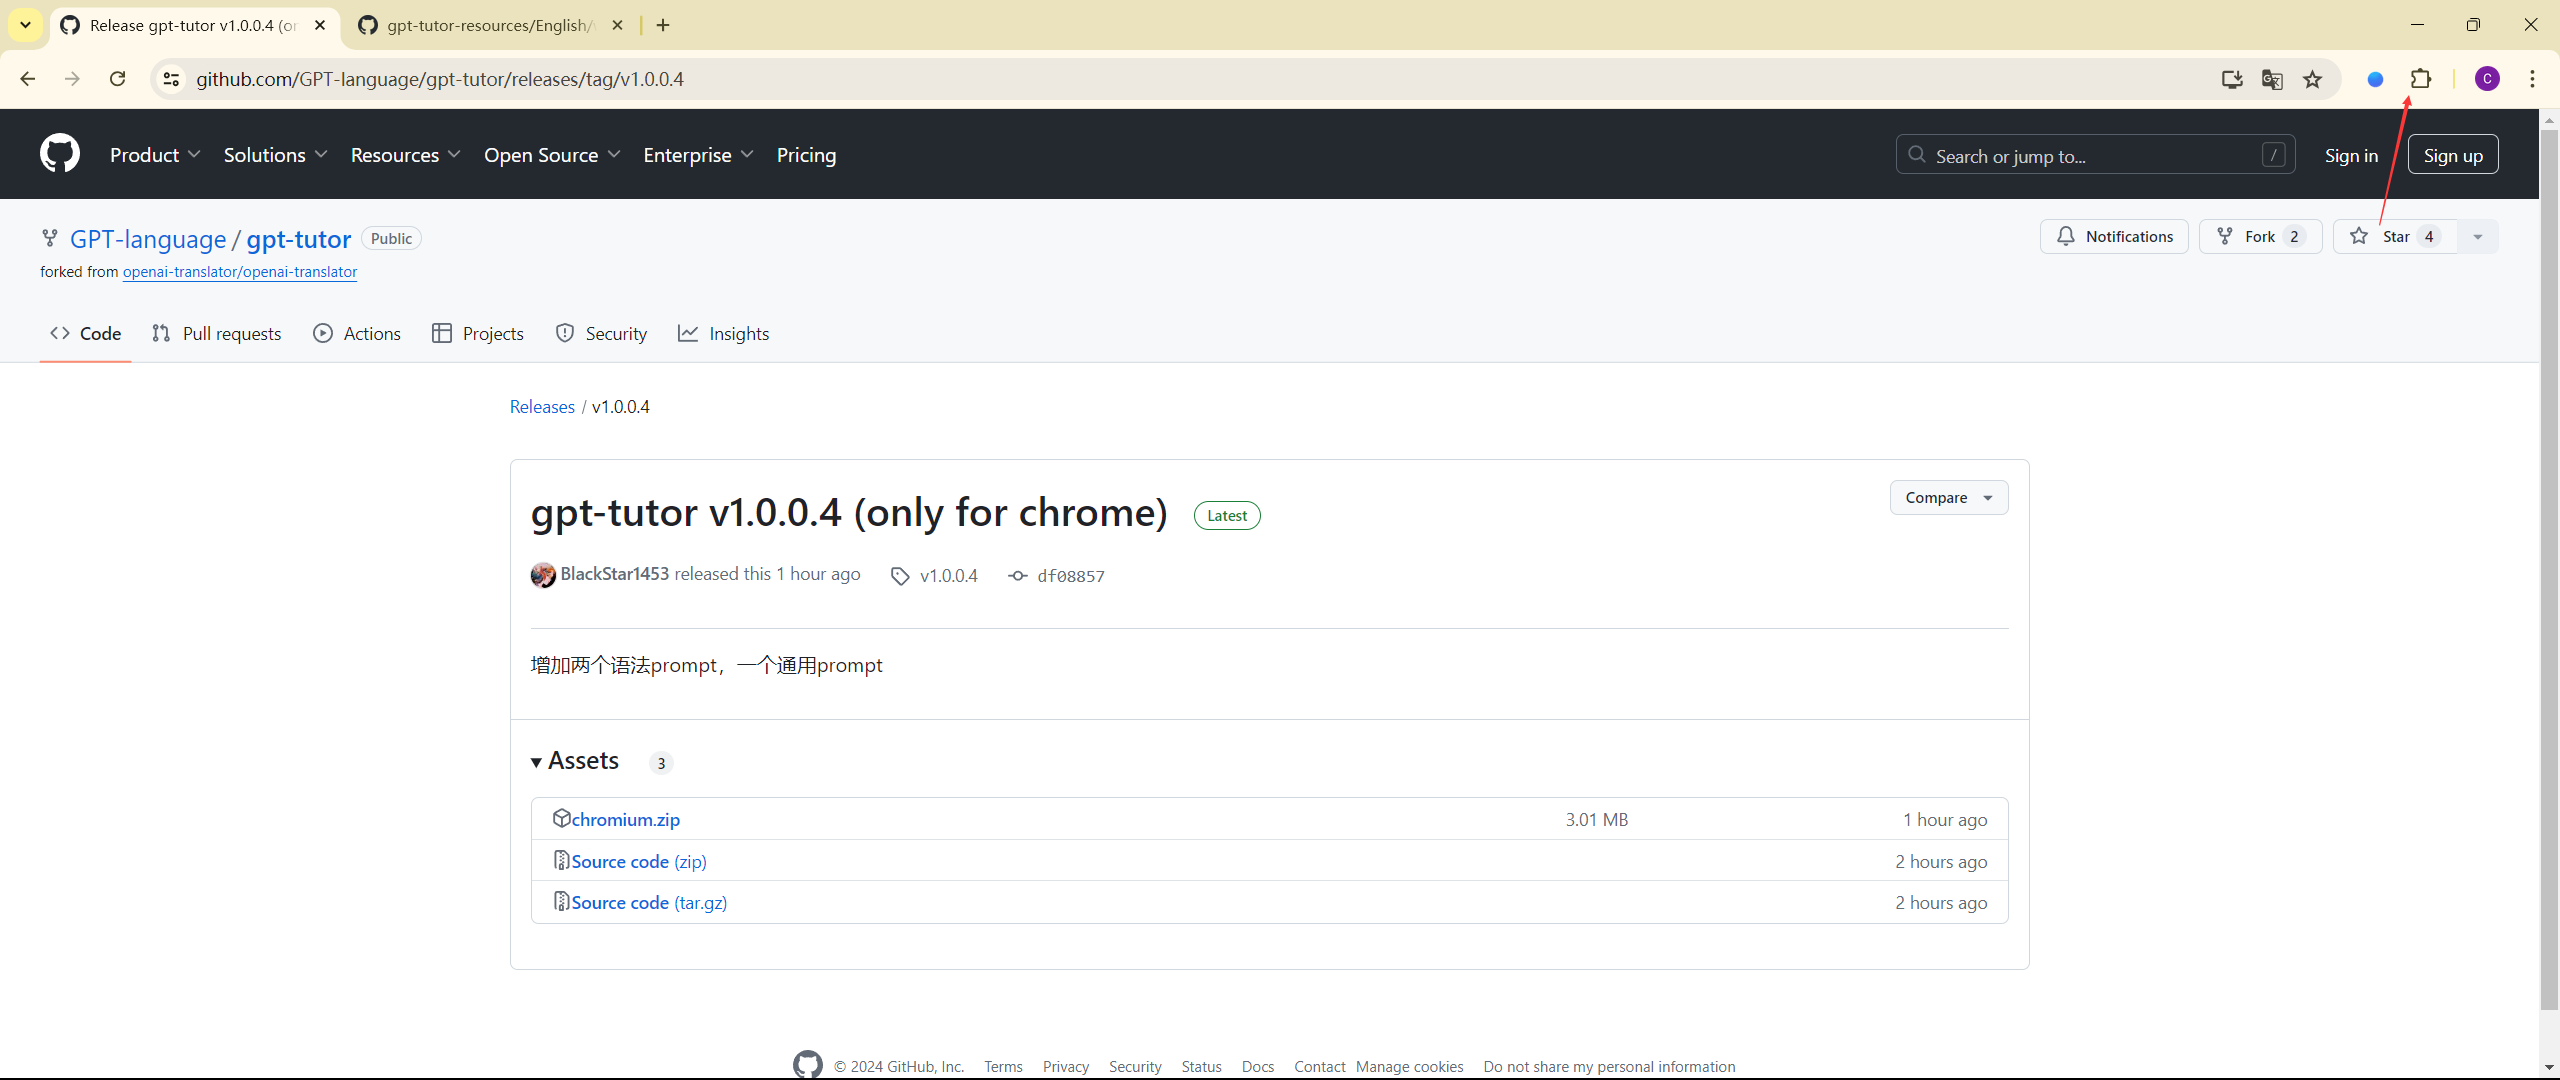 Release gpt-tutor v1.0.0.4 (or
gpt-tutor-resources/English/
github.com/GPT-language/gpt-tutor/releases/tag/v1.0.0.4
C
Product Solutions Resources Open Source Enterprise Pricing
Search or jump to... /
Sign in
Sign up
GPT-language / gpt-tutor Public
Notifications
Fork 2
Star 4
forked from openai-translator/openai-translator
Code Pull requests Actions Projects Security Insights
Releases / v1.0.0.4
gpt-tutor v1.0.0.4 (only for chrome) Latest
Compare
BlackStar1453 released this 1 hour ago v1.0.0.4 df08857
增加两个语法prompt，一个通用prompt
Assets 3
chromium.zip 3.01 MB 1 hour ago
Source code (zip) 2 hours ago
Source code (tar.gz) 2 hours ago
© 2024 GitHub, Inc. Terms Privacy Security Status Docs Contact Manage cookies Do not share my personal information